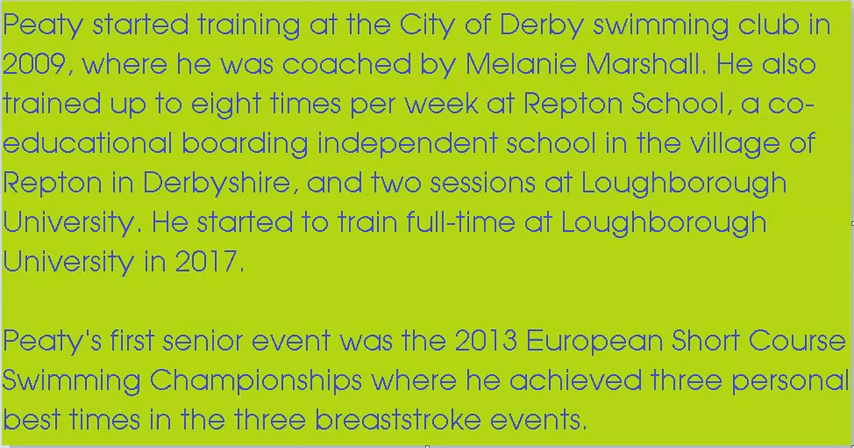 Peaty started training at the City of Derby swimming club in
2009, where he was coached by Melanie Marshall. He also
trained up to eight times per week at Repton School, a co-
educational boarding independent school in the village of
Repton in Derbyshire, and two sessions at Loughborough
University. He started to train full-time at Loughborough
University in 2017.

Peaty's first senior event was the 2013 European Short Course
Swimming Championships where he achieved three personal
best times in the three breaststroke events.